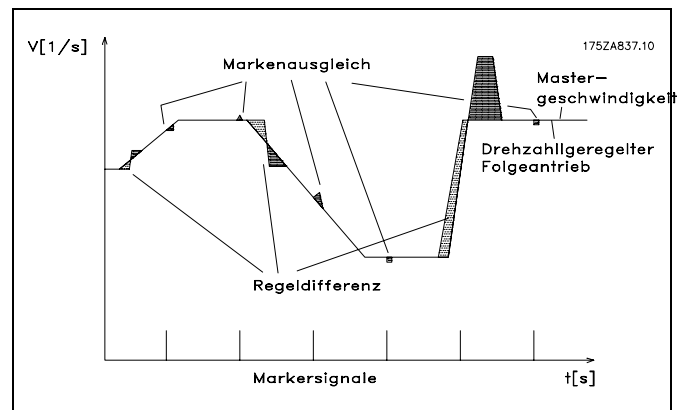 V[1/s]
175ZA837.10
Markenausgleich
Master-
geschwindigkeit
Drehzahlgeregelter
Folgeantrieb
Regeldifferenz
Markersignale
t[s]